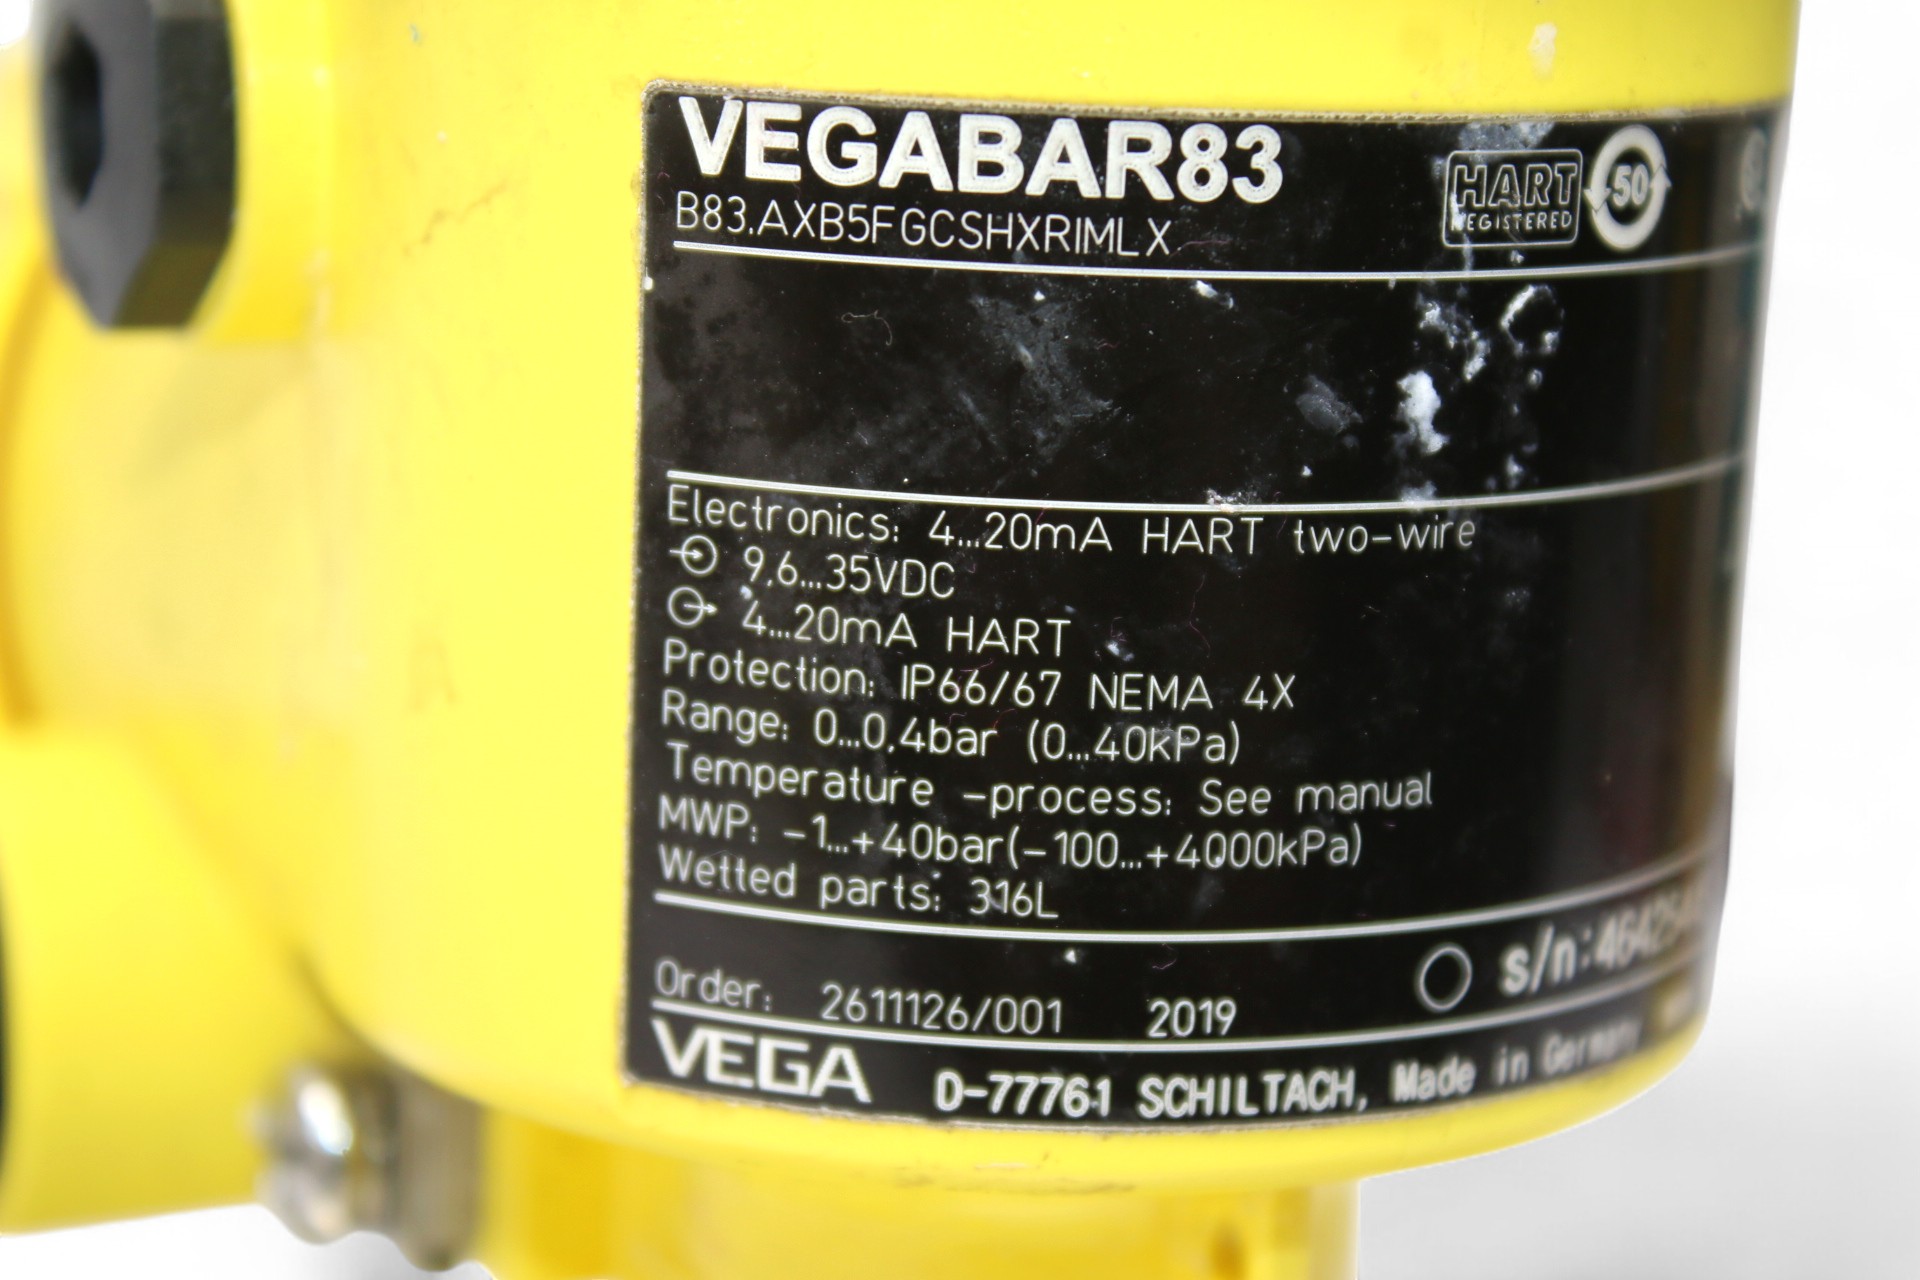 VEGABAR83
B83.AXB5FGCSHXRIMLX
HART
REGISTERED
50
Electronics: 4...20mA HART two-wire
9,6...35VDC
4...20mA HART
Protection: IP66/67 NEMA 4X
Range: 0...0,4bar (0...40kPa)
Temperature -process: See manual
MWP: -1...+40bar(-100...+4000kPa)
Wetted parts: 316L
Order: 2611126/001 2019
s/n:
VEGA D-77761 SCHILTACH, Made in Germany